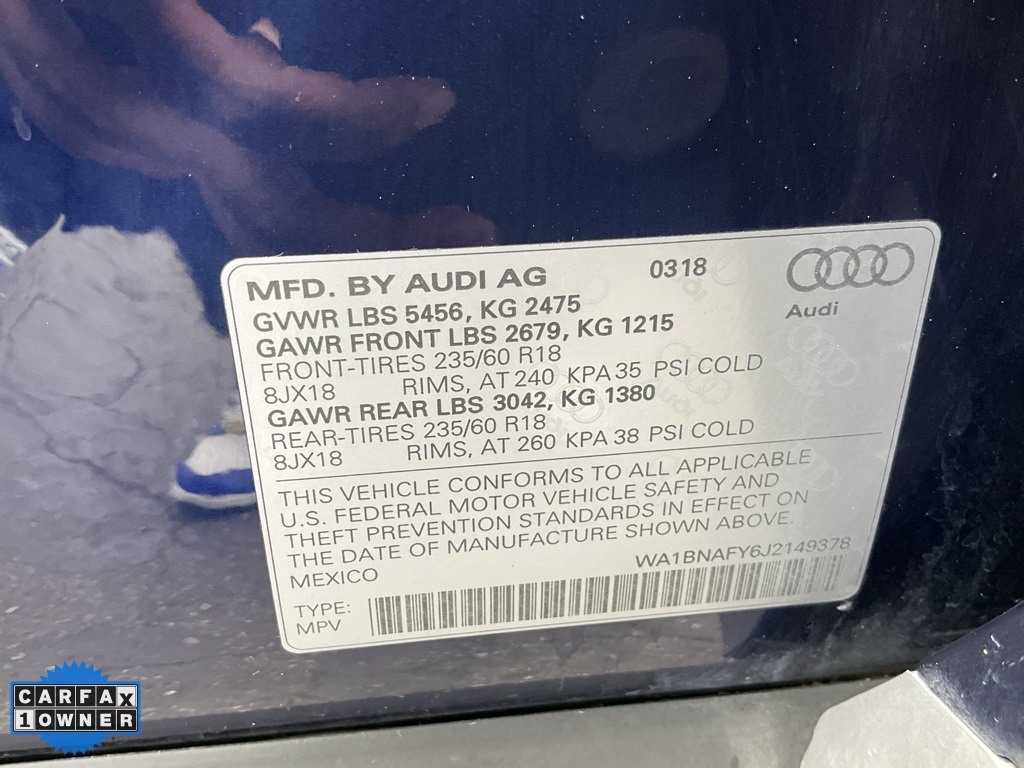 MFD. BY AUDI AG 0318
Audi
GVWR LBS 5456, KG 2475
GAWR FRONT LBS 2679, KG 1215
FRONT-TIRES 235/60 R18
8JX18 RIMS, AT 240 KPA 35 PSI COLD
GAWR REAR LBS 3042, KG 1380
REAR-TIRES 235/60 R18
8JX18 RIMS, AT 260 KPA 38 PSI COLD
THIS VEHICLE CONFORMS TO ALL APPLICABLE
U.S. FEDERAL MOTOR VEHICLE SAFETY AND
THEFT PREVENTION STANDARDS IN EFFECT ON
THE DATE OF MANUFACTURE SHOWN ABOVE.
MEXICO WA1BNAFY6J2149378
TYPE:
MPV
CARFAX
1 OWNER